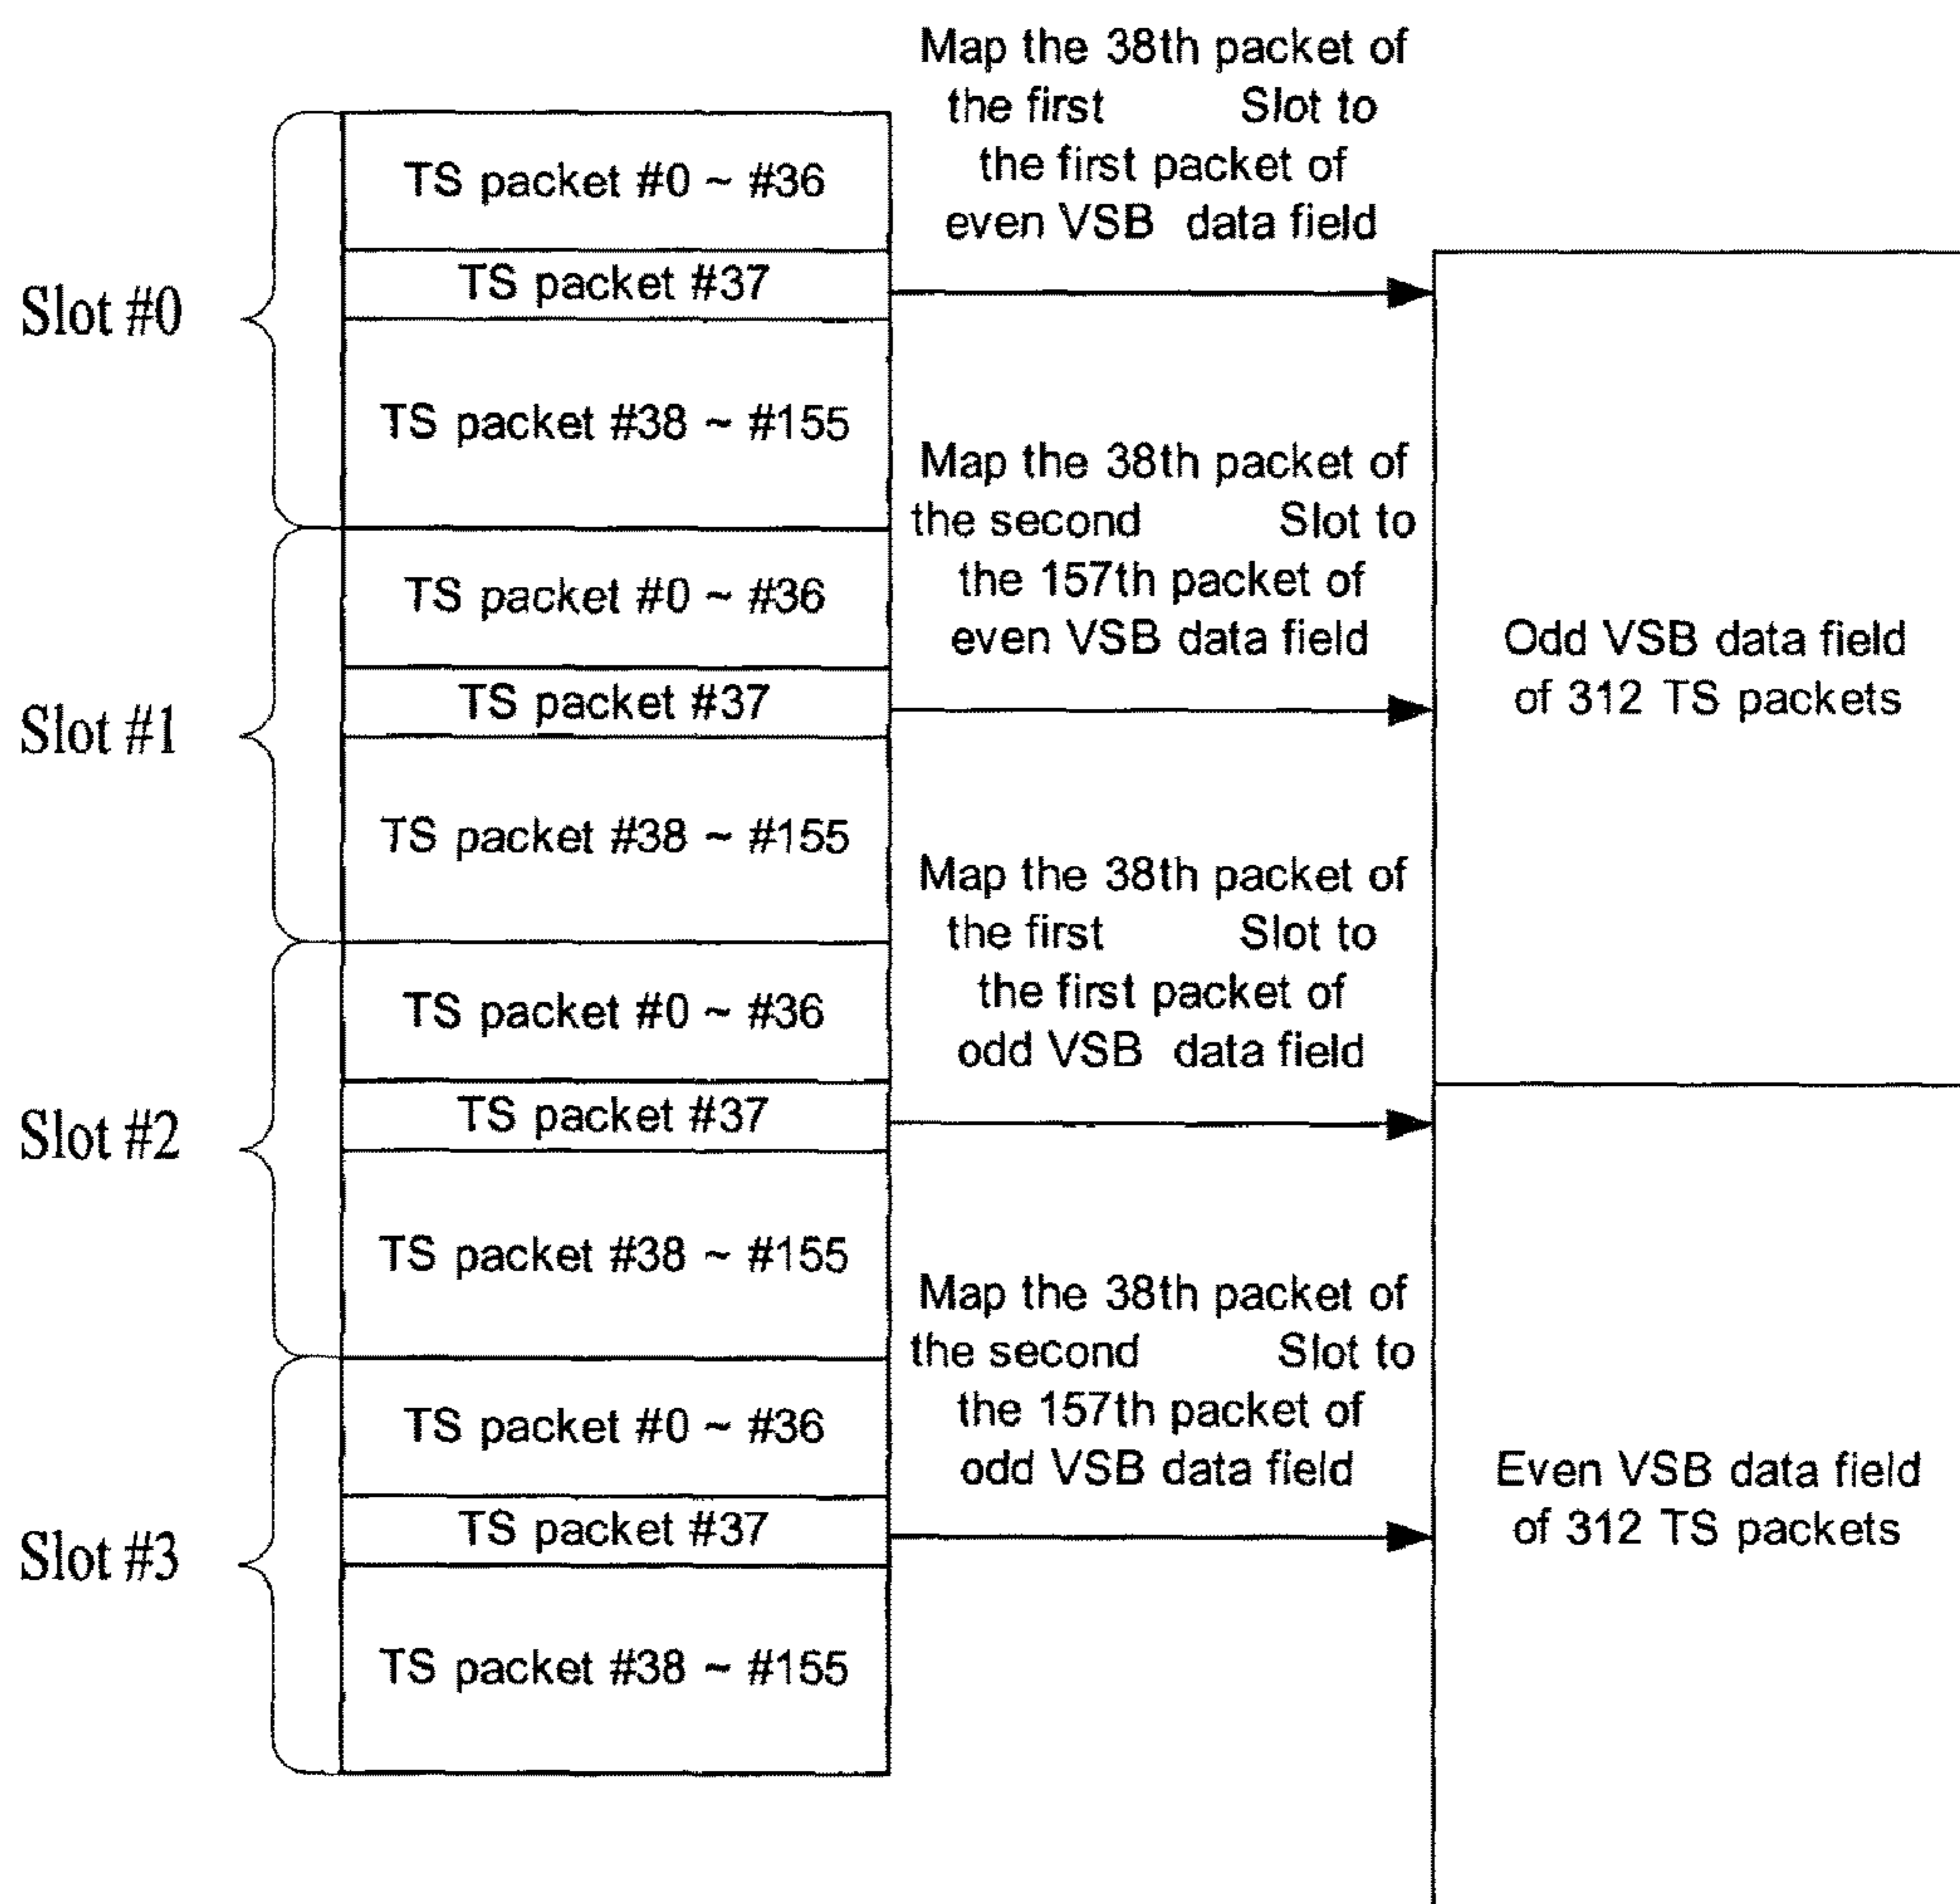 Map the 38th packet of
the first Slot to
the first packet of
even VSB data field
Slot #0
TS packet #0 ~ #36
TS packet #37
TS packet #38 ~ #155
Map the 38th packet of
the second Slot to
the 157th packet of
even VSB data field
Slot #1
TS packet #0 ~ #36
TS packet #37
TS packet #38 ~ #155
Odd VSB data field
of 312 TS packets
Map the 38th packet of
the first Slot to
the first packet of
odd VSB data field
Slot #2
TS packet #0 ~ #36
TS packet #37
TS packet #38 ~ #155
Map the 38th packet of
the second Slot to
the 157th packet of
odd VSB data field
Slot #3
TS packet #0 ~ #36
TS packet #37
TS packet #38 ~ #155
Even VSB data field
of 312 TS packets